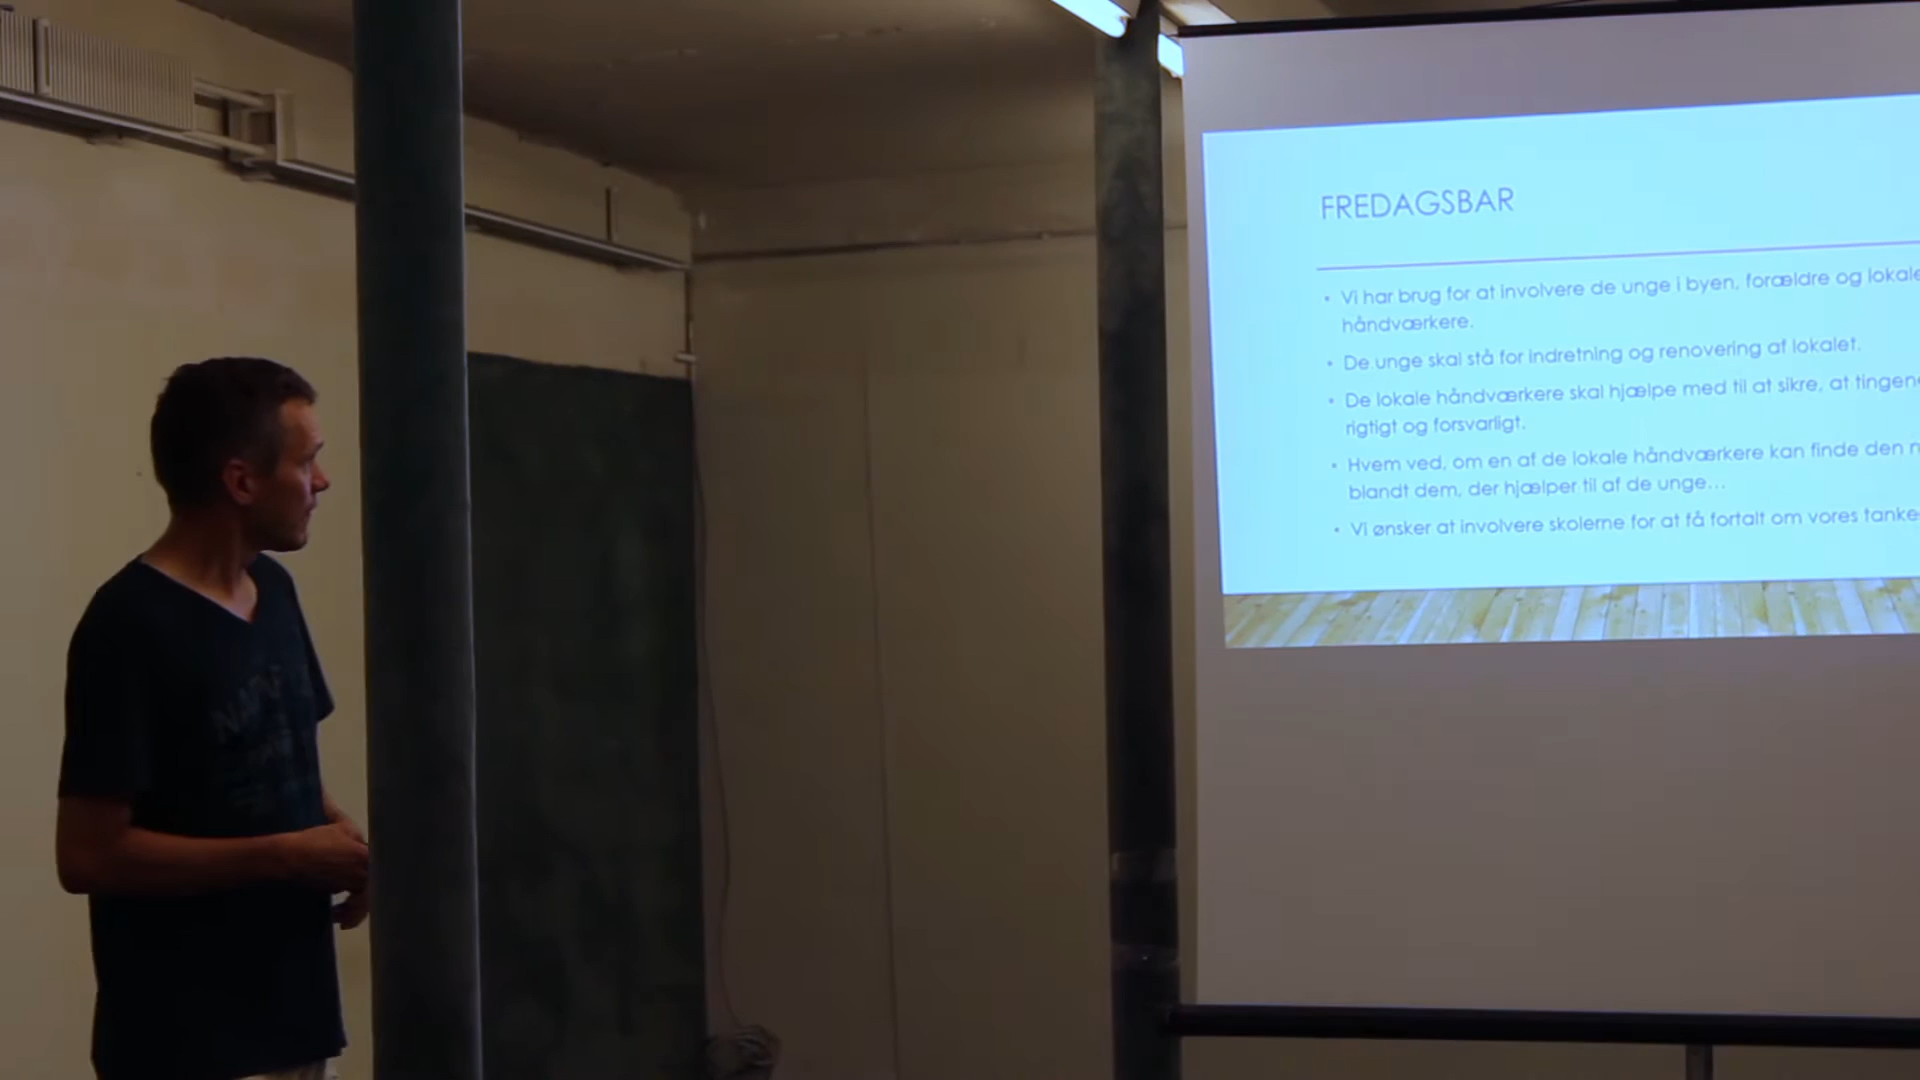 FREDAGSBAR
• Vi har brug for at involvere de unge i byen, forældre og lokale
håndværkere.
• De unge skal stå for indretning og renovering af lokalet.
• De lokale håndværkere skal hjælpe med til at sikre, at tingene
rigtigt og forsvarligt.
• Hvem ved, om en af de lokale håndværkere kan finde den
blandt dem, der hjælper til af de unge...
• Vi ønsker at involvere skolerne for at få fortalt om vores